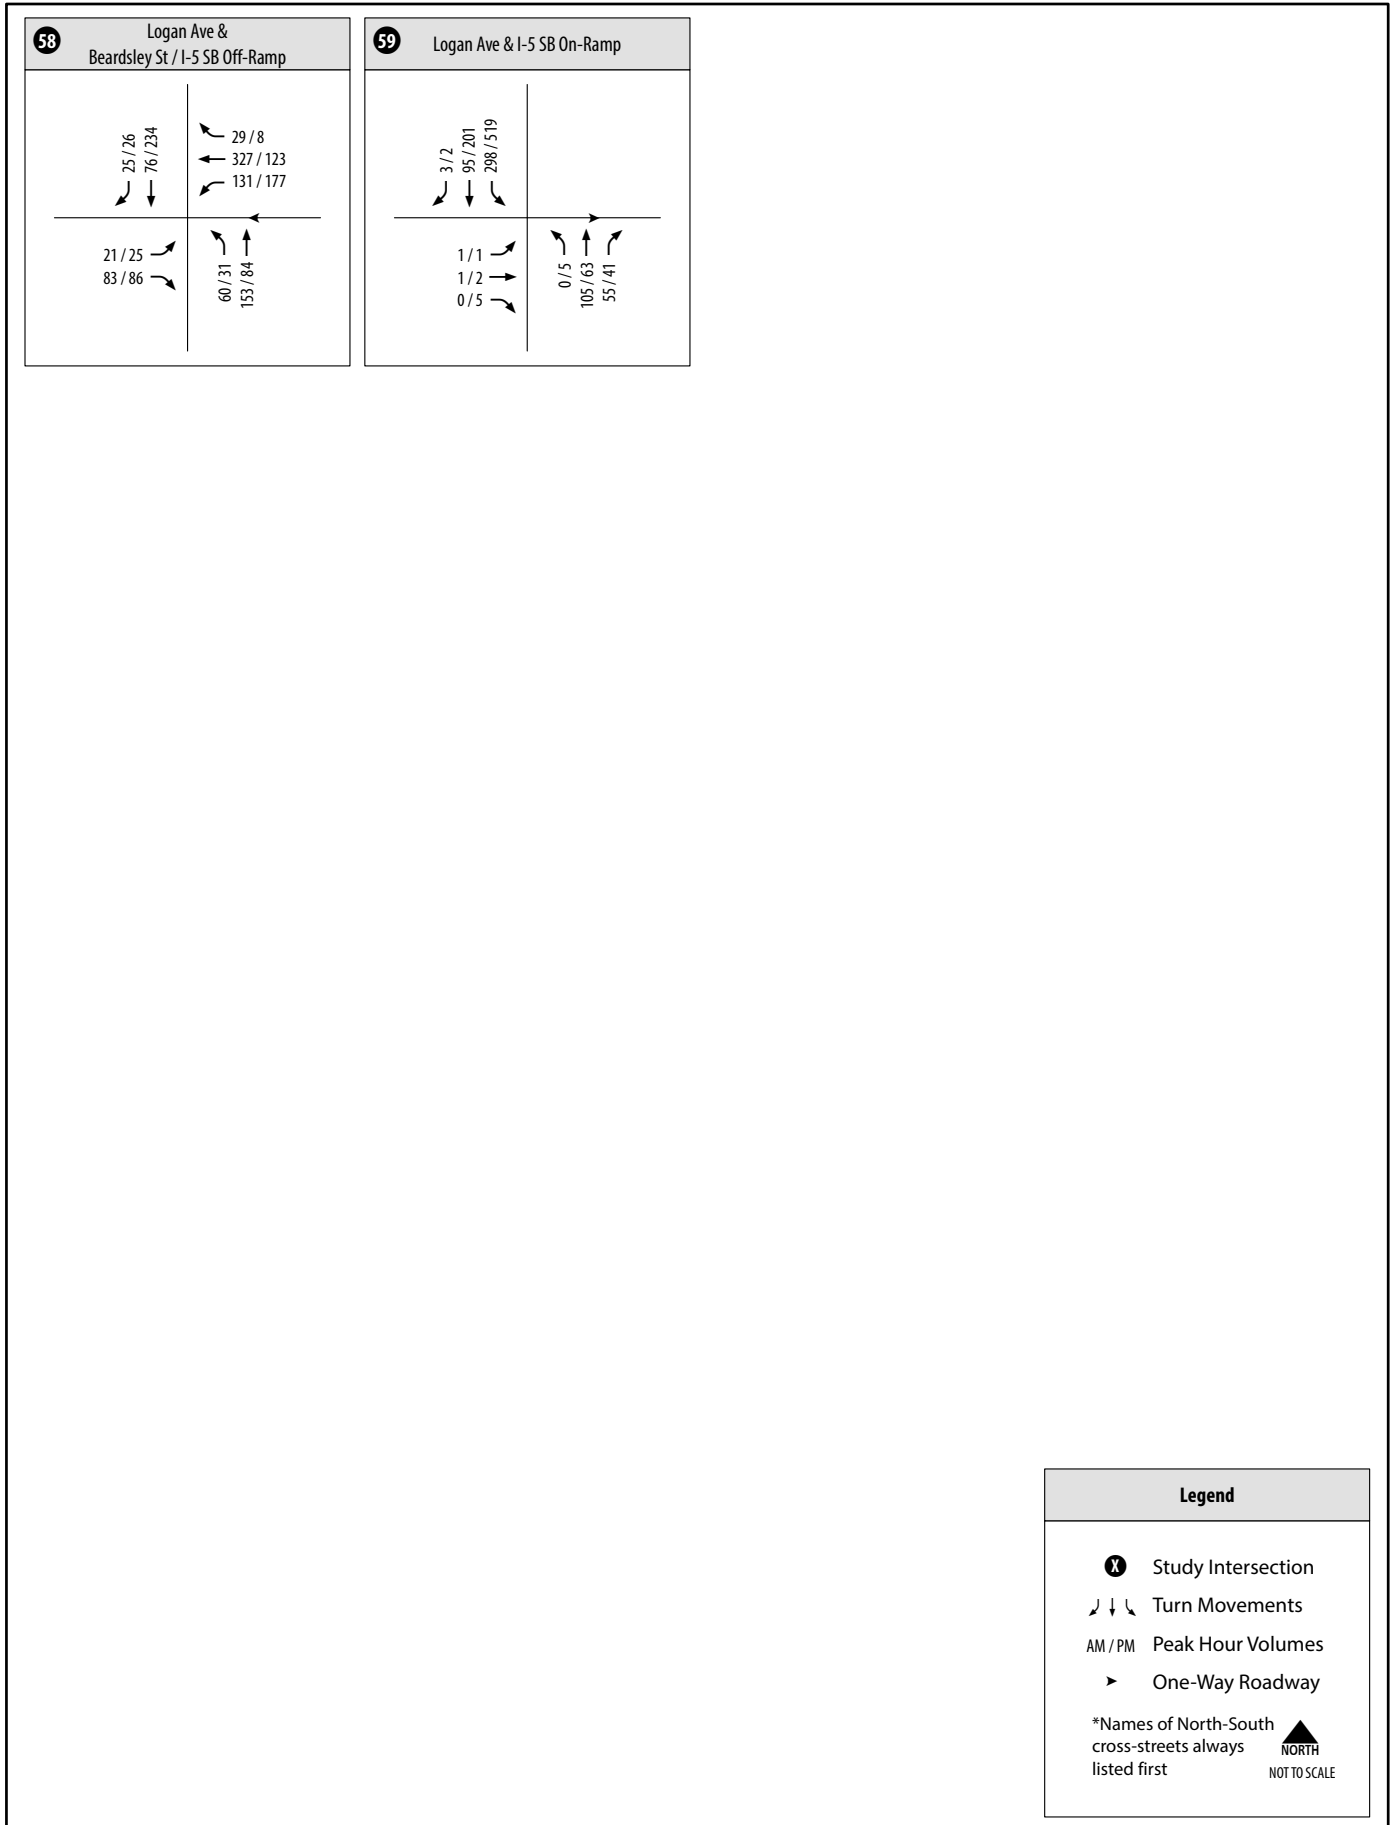 58
Logan Ave &
Beardsley St / I-5 SB Off-Ramp
25 / 26
76 / 234
29 / 8
327 / 123
131 / 177
21 / 25
83 / 86
60 / 31
153 / 84
59
Logan Ave & I-5 SB On-Ramp
3 / 2
95 / 201
298 / 519
1 / 1
1 / 2
0 / 5
0 / 5
105 / 63
55 / 41
Legend
X Study Intersection
Turn Movements
AM / PM Peak Hour Volumes
One-Way Roadway
*Names of North-South
cross-streets always
listed first
NORTH
NOT TO SCALE